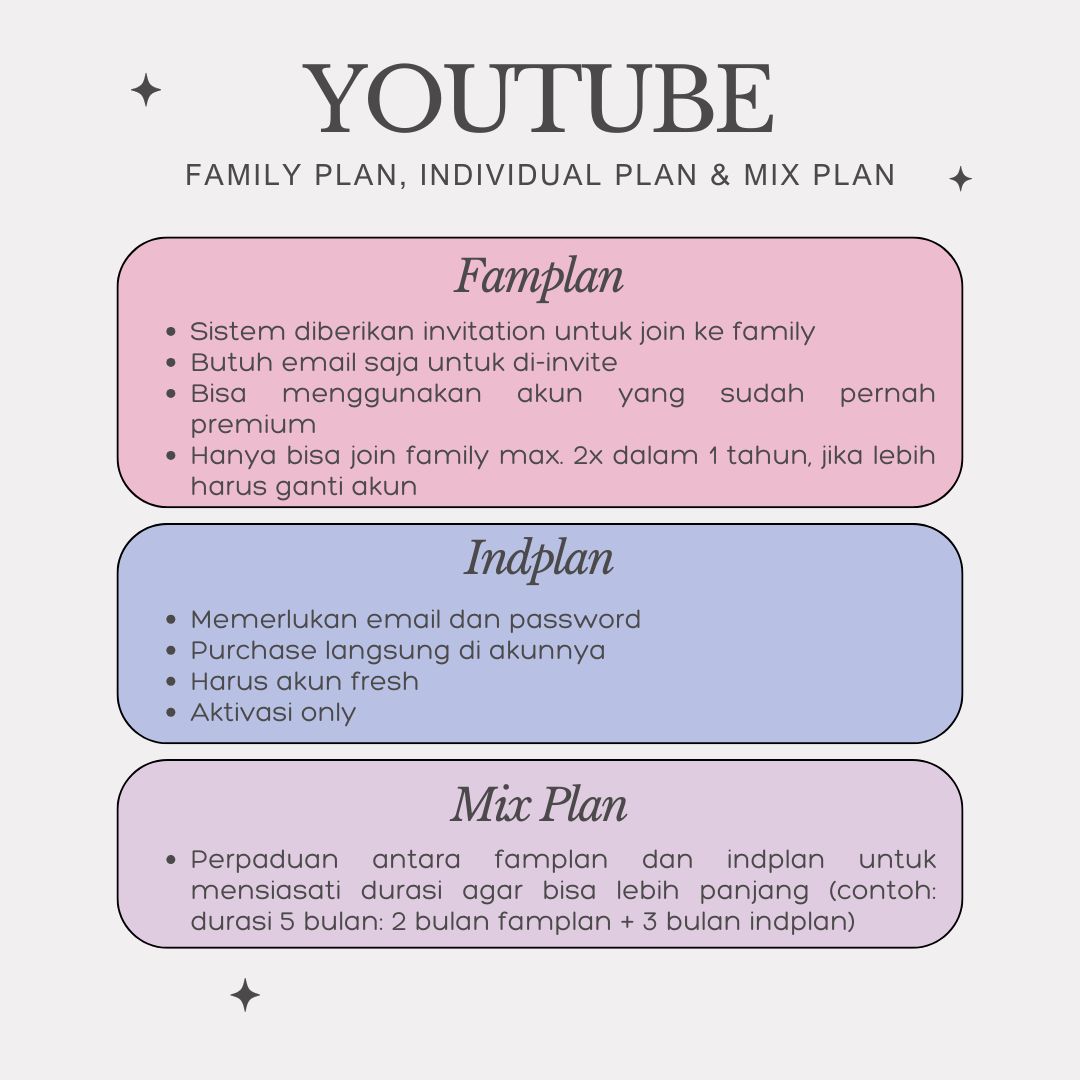 YOUTUBE
FAMILY PLAN, INDIVIDUAL PLAN & MIX PLAN
Famplan
• Sistem diberikan invitation untuk join ke family
• Butuh email saja untuk di-invite
• Bisa menggunakan akun yang sudah pernah
premium
• Hanya bisa join family max. 2x dalam 1 tahun, jika lebih
harus ganti akun
Indplan
• Memerlukan email dan password
• Purchase langsung di akunnya
• Harus akun fresh
• Aktivasi only
Mix Plan
• Perpaduan antara famplan dan indplan untuk
mensiasati durasi agar bisa lebih panjang (contoh:
durasi 5 bulan: 2 bulan famplan + 3 bulan indplan)